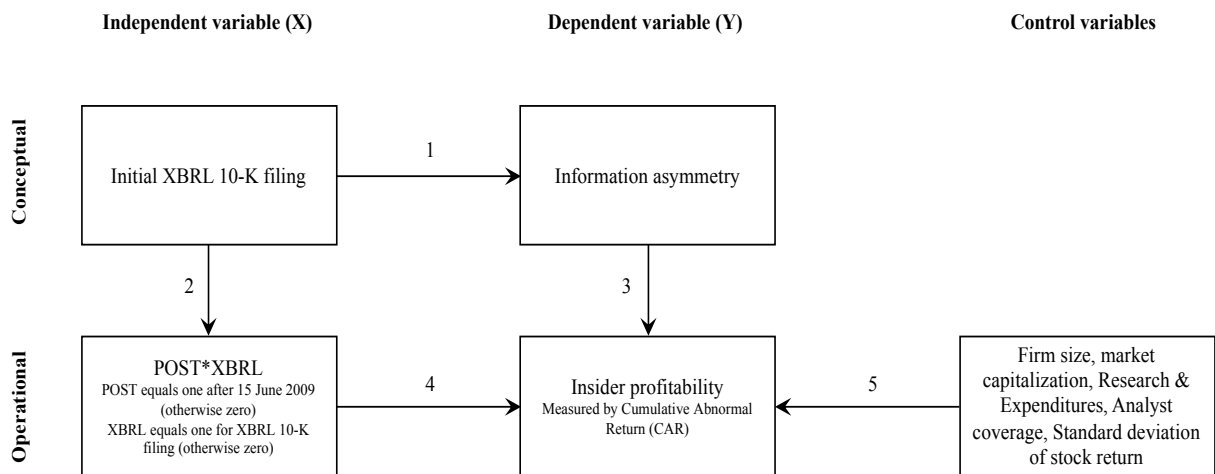 Independent variable (X)
Dependent variable (Y)
Control variables
Conceptual
Initial XBRL 10-K filing
1
Information asymmetry
2
3
Operational
POST*XBRL
POST equals one after 15 June 2009
(otherwise zero)
XBRL equals one for XBRL 10-K
filing (otherwise zero)
4
Insider profitability
Measured by Cumulative Abnormal
Return (CAR)
5
Firm size, market
capitalization, Research &
Expenditures, Analyst
coverage, Standard deviation
of stock return